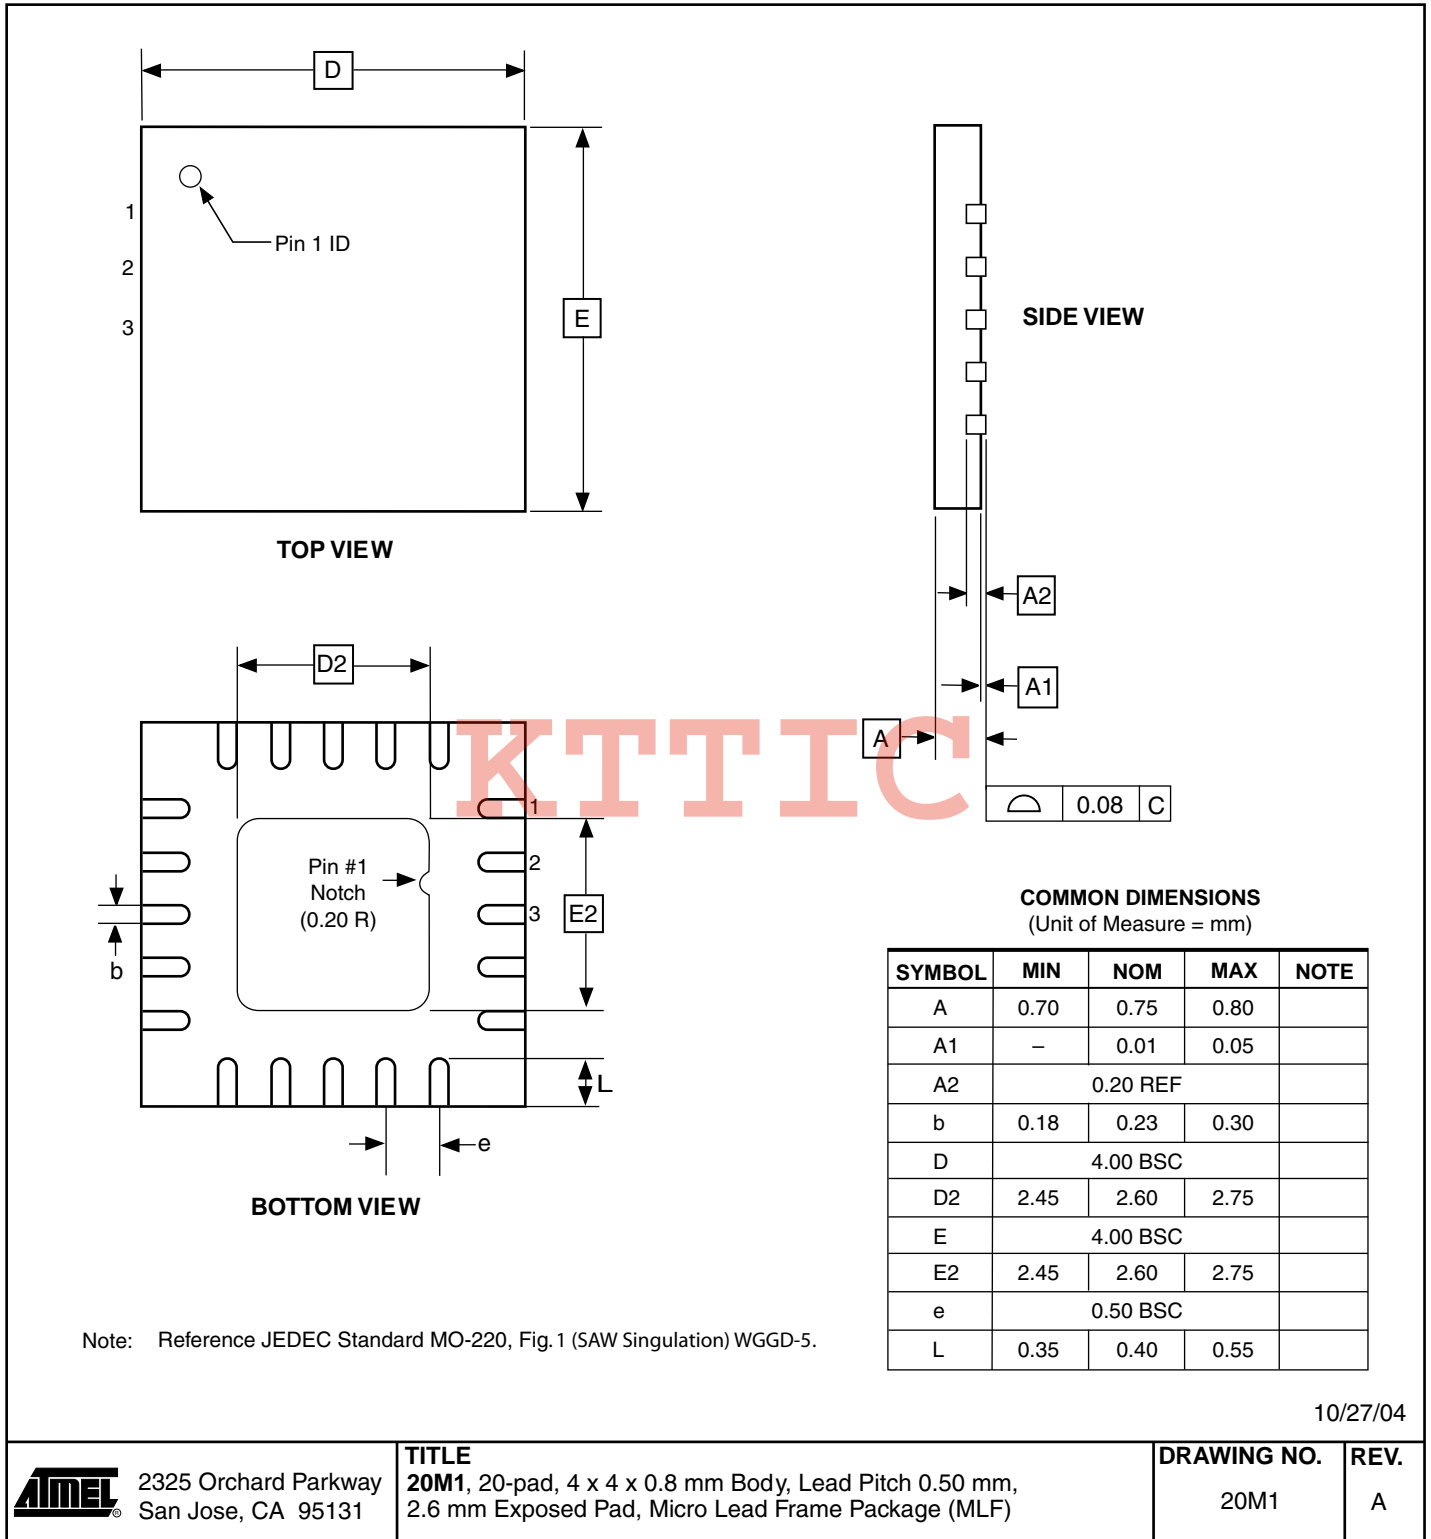 D
1
2
3
Pin 1 ID
E
TOP VIEW
SIDE VIEW
A2
A1
A
0.08 C
D2
KTTIC
1
2
3
Pin #1
Notch
(0.20 R)
E2
b
L
e
BOTTOM VIEW
COMMON DIMENSIONS
(Unit of Measure = mm)
SYMBOL MIN NOM MAX NOTE
A 0.70 0.75 0.80
A1 – 0.01 0.05
A2 0.20 REF
b 0.18 0.23 0.30
D 4.00 BSC
D2 2.45 2.60 2.75
E 4.00 BSC
E2 2.45 2.60 2.75
e 0.50 BSC
L 0.35 0.40 0.55
Note: Reference JEDEC Standard MO-220, Fig. 1 (SAW Singulation) WGGD-5.
10/27/04
ATMEL ®
2325 Orchard Parkway
San Jose, CA 95131
TITLE
20M1, 20-pad, 4 x 4 x 0.8 mm Body, Lead Pitch 0.50 mm,
2.6 mm Exposed Pad, Micro Lead Frame Package (MLF)
DRAWING NO.
20M1
REV.
A